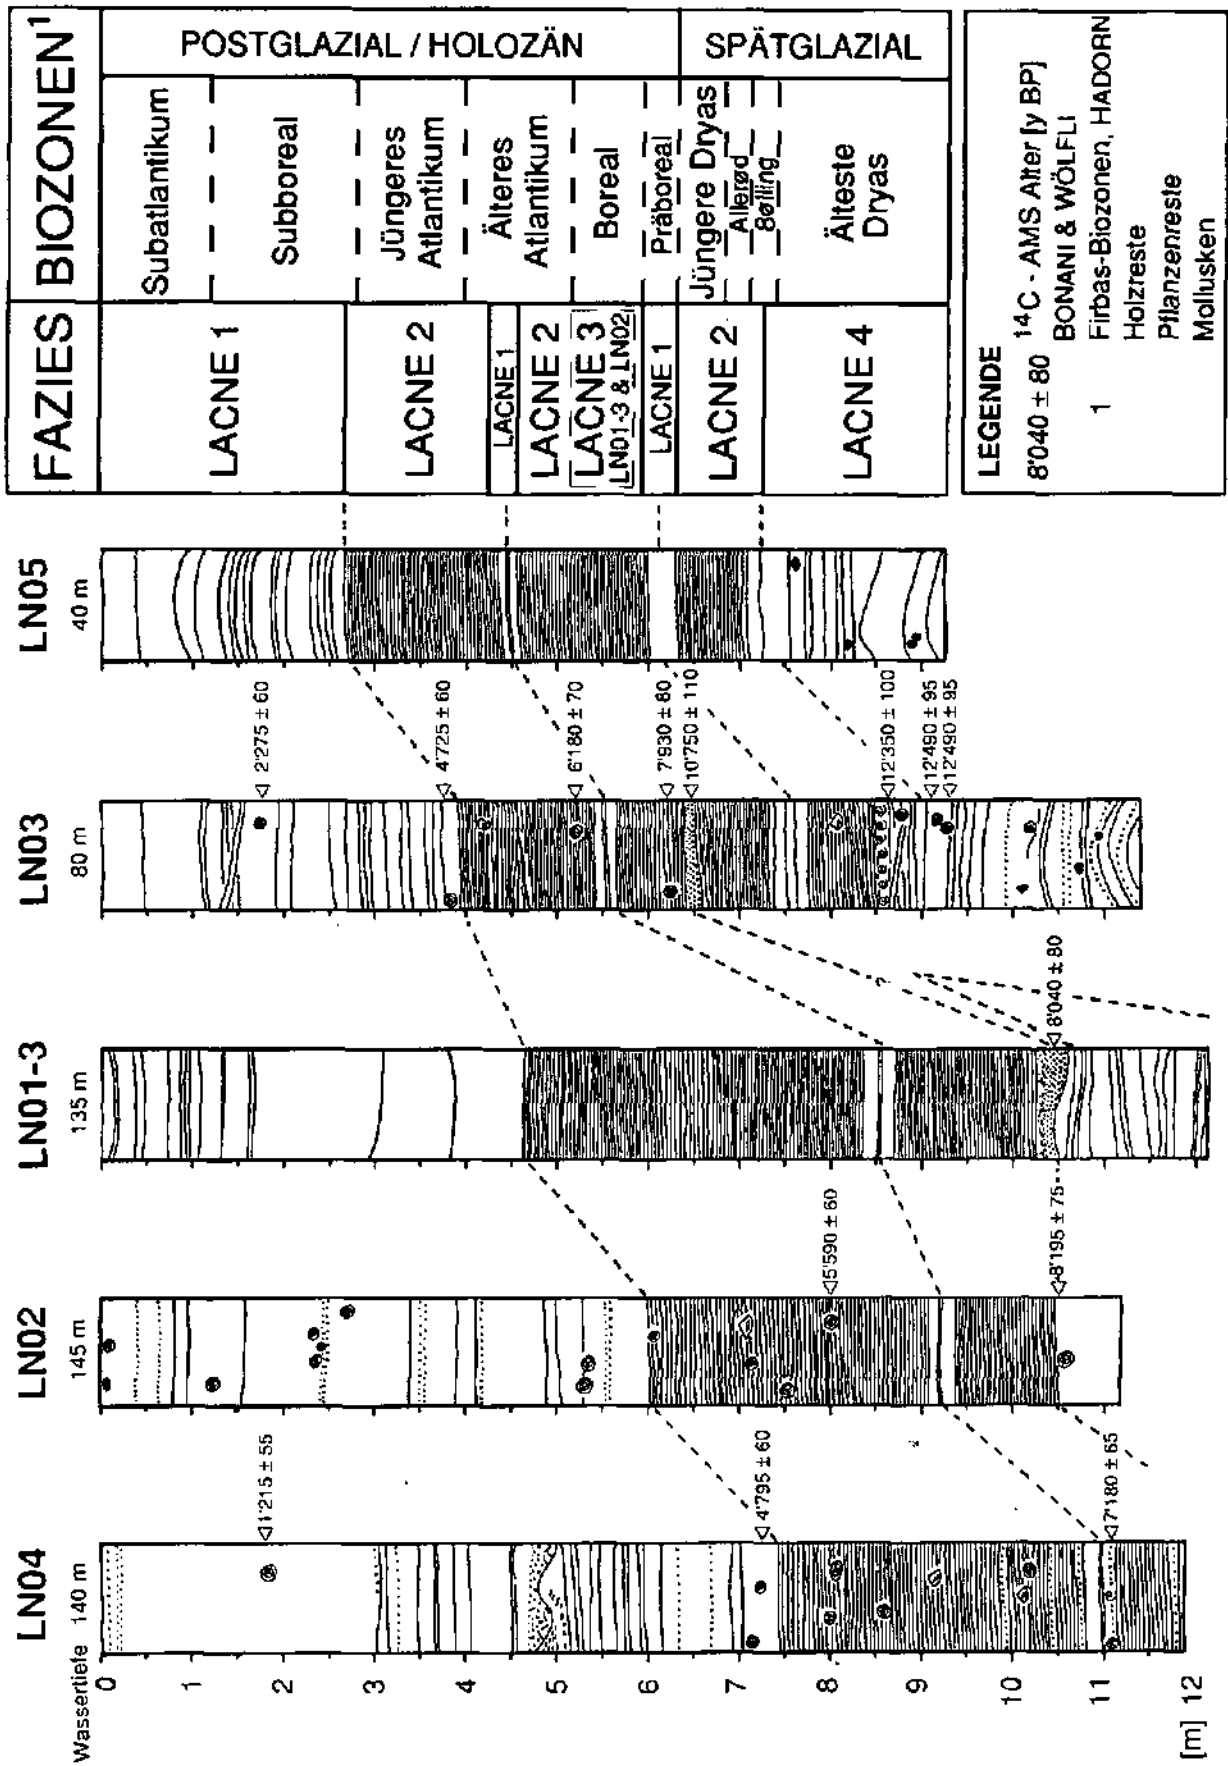 LN04
LN02
LN01-3
LN03
LN05
FAZIES
BIOZONEN¹
Wassertiefe 140 m
145 m
135 m
80 m
40 m
0
1
2
3
4
5
6
7
8
9
10
11
[m] 12
1'215 ± 55
4'795 ± 60
7'180 ± 65
5'590 ± 60
8'195 ± 75
8'040 ± 80
2'275 ± 60
4'725 ± 60
6'180 ± 70
7'930 ± 80
10'750 ± 110
12'350 ± 100
12'490 ± 95
12'490 ± 95
LACNE 1
LACNE 2
LACNE 1
LACNE 2
LACNE 3
LN01-3 & LN02
LACNE 1
LACNE 2
LACNE 4
Subatlantikum
Subboreal
Jüngeres
Atlantikum
Älteres
Atlantikum
Boreal
Präboreal
Jüngere Dryas
Allerød
Bølling
Älteste
Dryas
POSTGLAZIAL / HOLOZÄN
SPÄTGLAZIAL
LEGENDE
8'040 ± 80 ¹⁴C - AMS Alter [y BP]
BONANI & WÖLFLI
1 Firbas-Biozonen, HADORN
Holzreste
Pflanzenreste
Mollusken